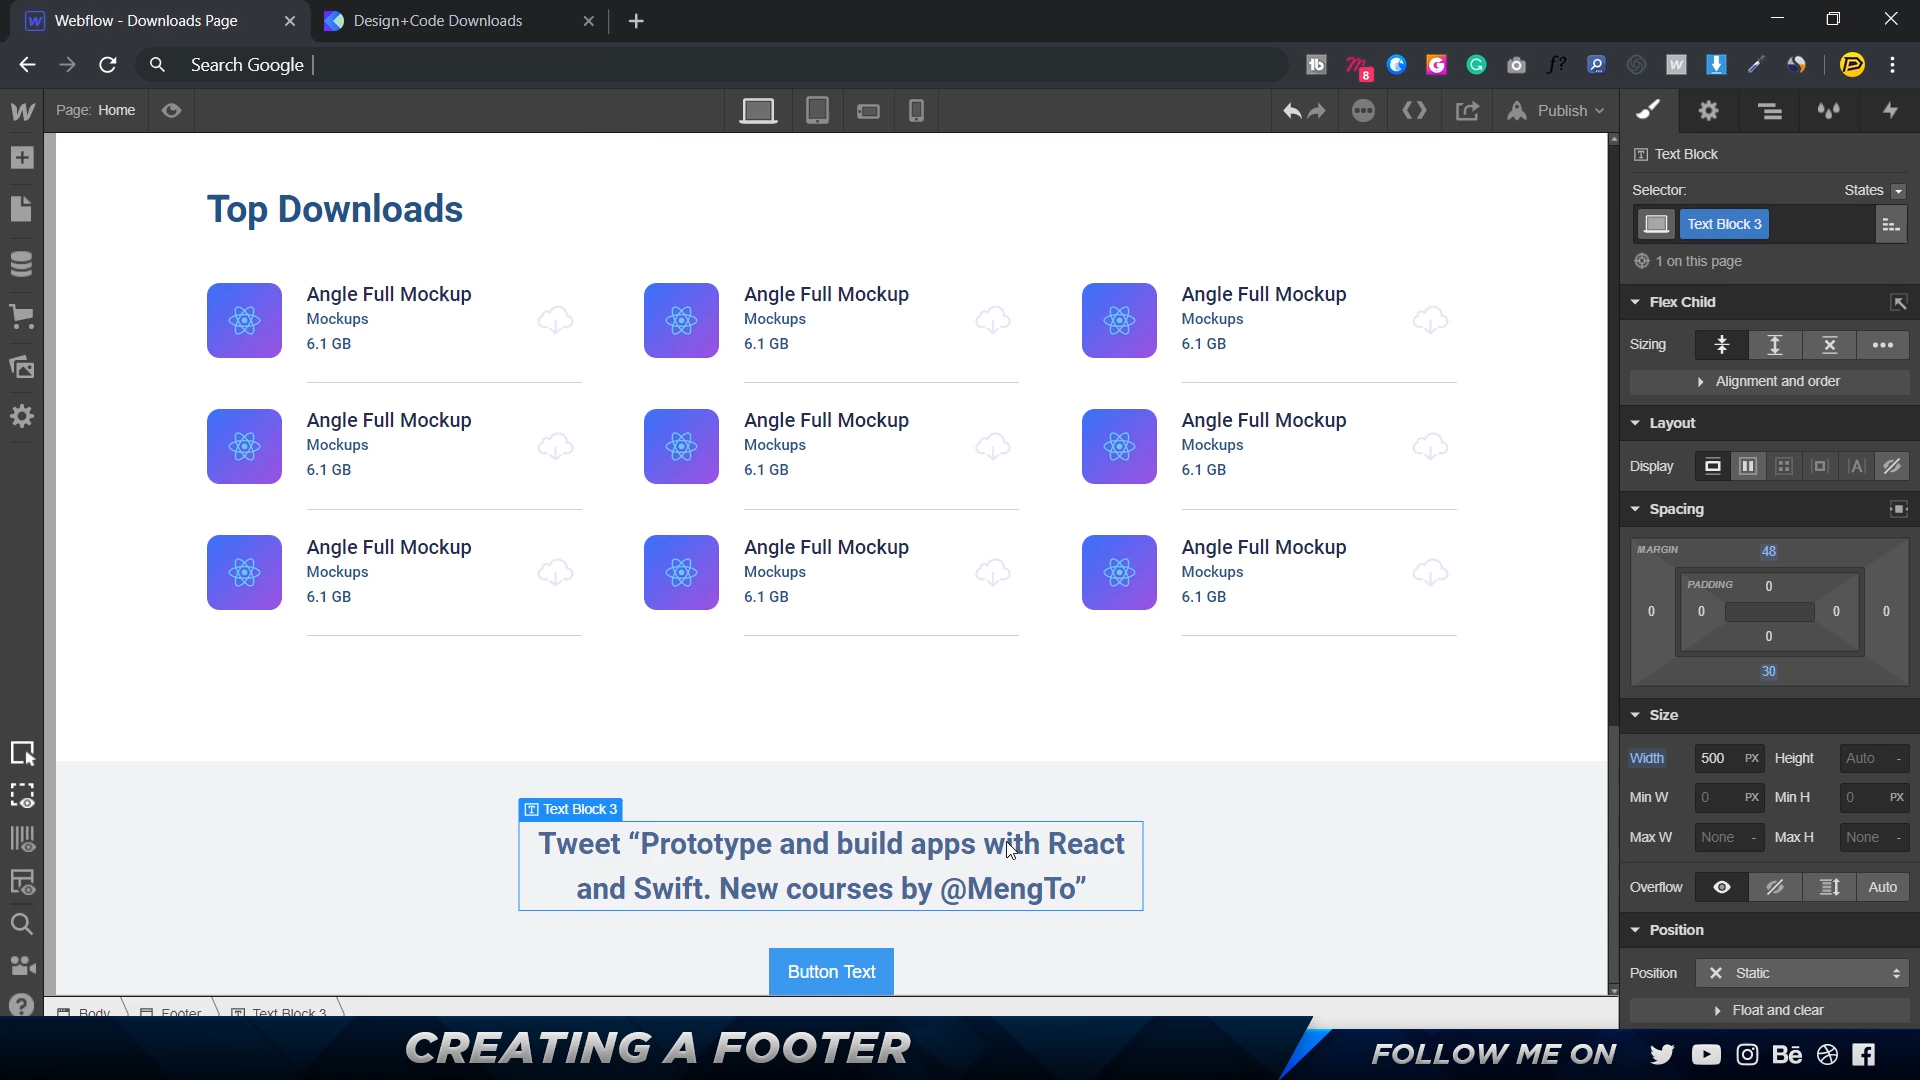 Webflow - Downloads Page
Design+Code Downloads
Search Google
8
Page: Home
Publish
Text Block
Selector:
States
Text Block 3
1 on this page
Flex Child
Sizing
Alignment and order
Layout
Display
Spacing
MARGIN
48
PADDING
0
0
0
0
0
0
30
Size
Width
500
PX
Height
Auto
-
Min W
0
PX
Min H
0
PX
Max W
None
-
Max H
None
-
Overflow
Auto
Position
Position
Static
Float and clear
Top Downloads
Angle Full Mockup
Mockups
6.1 GB
Angle Full Mockup
Mockups
6.1 GB
Angle Full Mockup
Mockups
6.1 GB
Angle Full Mockup
Mockups
6.1 GB
Angle Full Mockup
Mockups
6.1 GB
Angle Full Mockup
Mockups
6.1 GB
Angle Full Mockup
Mockups
6.1 GB
Angle Full Mockup
Mockups
6.1 GB
Angle Full Mockup
Mockups
6.1 GB
Text Block 3
Tweet “Prototype and build apps with React
and Swift. New courses by @MengTo”
Button Text
Body
Footer
Text Block 3
CREATING A FOOTER
FOLLOW ME ON